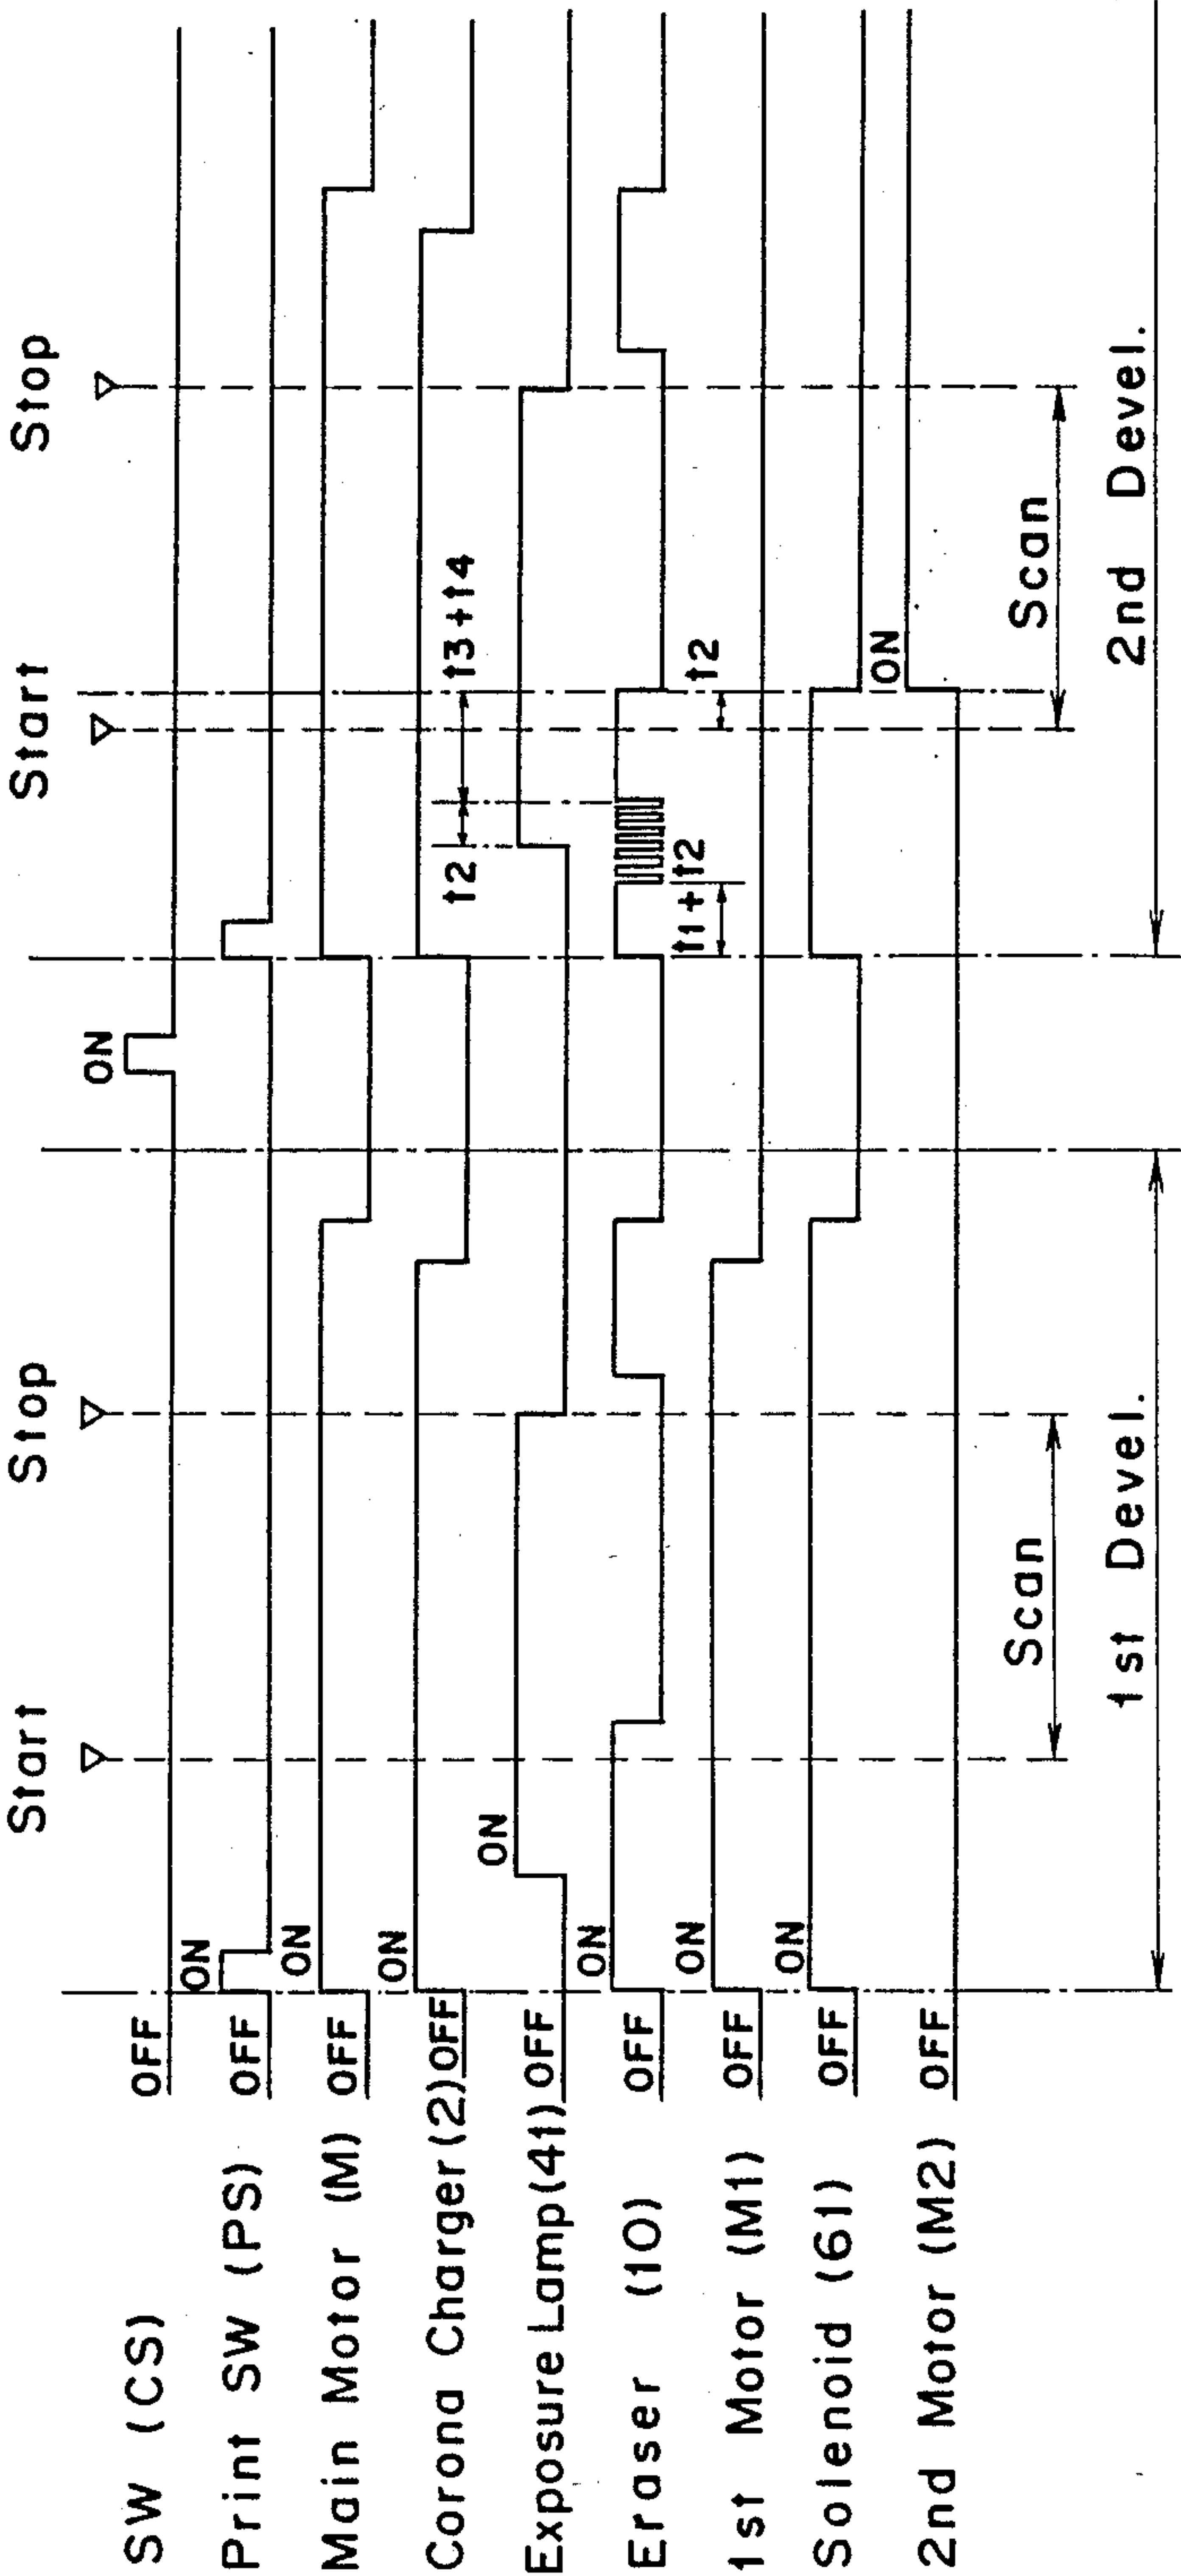 Start Stop Start Stop
SW (CS) OFF ON
Print SW (PS) OFF ON
Main Motor (M) OFF ON
Corona Charger (2) OFF ON t2 t3+t4
Exposure Lamp (41) OFF ON
Eraser (10) OFF ON t1+t2 t2
1st Motor (M1) OFF ON
Solenoid (61) OFF ON ON
2nd Motor (M2) OFF
Scan Scan
1st Devel. 2nd Devel.